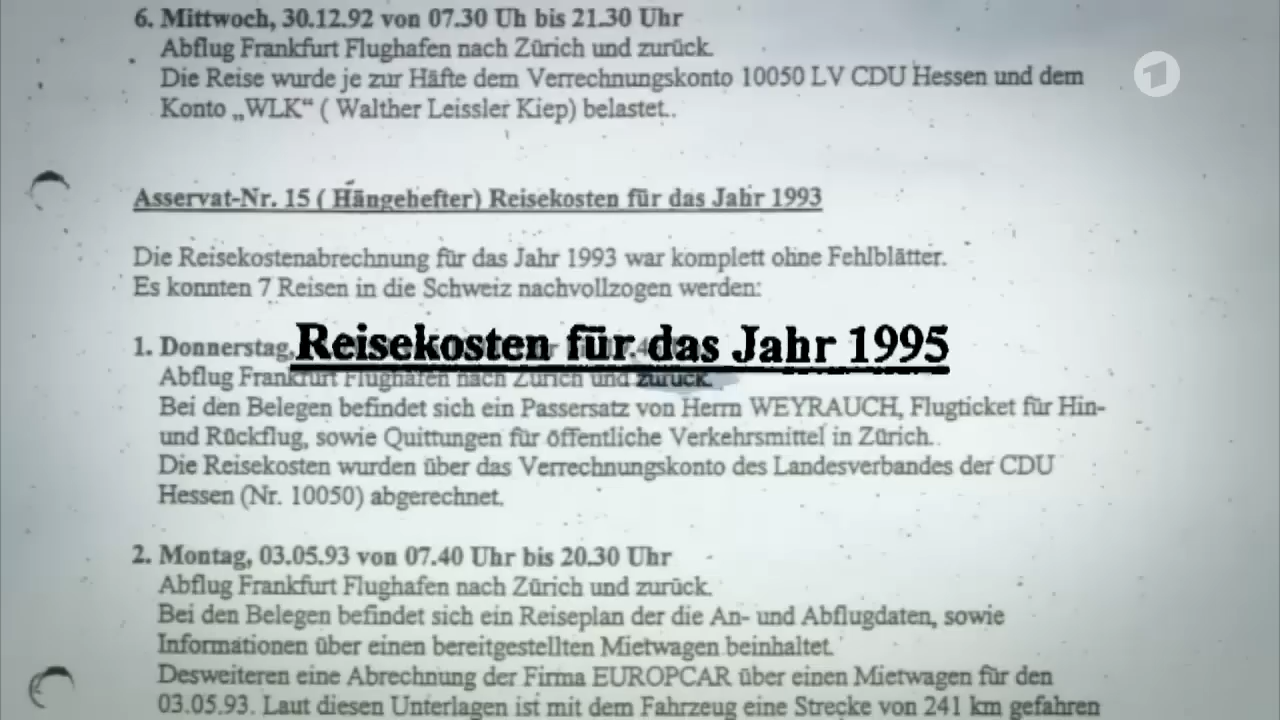 6. Mittwoch, 30.12.92 von 07.30 Uh bis 21.30 Uhr
Abflug Frankfurt Flughafen nach Zürich und zurück.
Die Reise wurde je zur Häfte dem Verrechnungskonto 10050 LV CDU Hessen und dem
Konto „WLK“ ( Walther Leissler Kiep) belastet..
1
Asservat-Nr. 15 ( Hängehefter) Reisekosten für das Jahr 1993
Die Reisekostenabrechnung für das Jahr 1993 war komplett ohne Fehlblätter.
Es konnten 7 Reisen in die Schweiz nachvollzogen werden:
1. Donnerstag,
Reisekosten für das Jahr 1995
Abflug Frankfurt Flughafen nach Zürich und zurück.
Bei den Belegen befindet sich ein Passersatz von Herrn WEYRAUCH, Flugticket für Hin-
und Rückflug, sowie Quittungen für öffentliche Verkehrsmittel in Zürich.
Die Reisekosten wurden über das Verrechnungskonto des Landesverbandes der CDU
Hessen (Nr. 10050) abgerechnet.
2. Montag, 03.05.93 von 07.40 Uhr bis 20.30 Uhr
Abflug Frankfurt Flughafen nach Zürich und zurück.
Bei den Belegen befindet sich ein Reiseplan der die An- und Abflugdaten, sowie
Informationen über einen bereitgestellten Mietwagen beinhaltet.
Desweiteren eine Abrechnung der Firma EUROPCAR über einen Mietwagen für den
03.05.93. Laut diesen Unterlagen ist mit dem Fahrzeug eine Strecke von 241 km gefahren